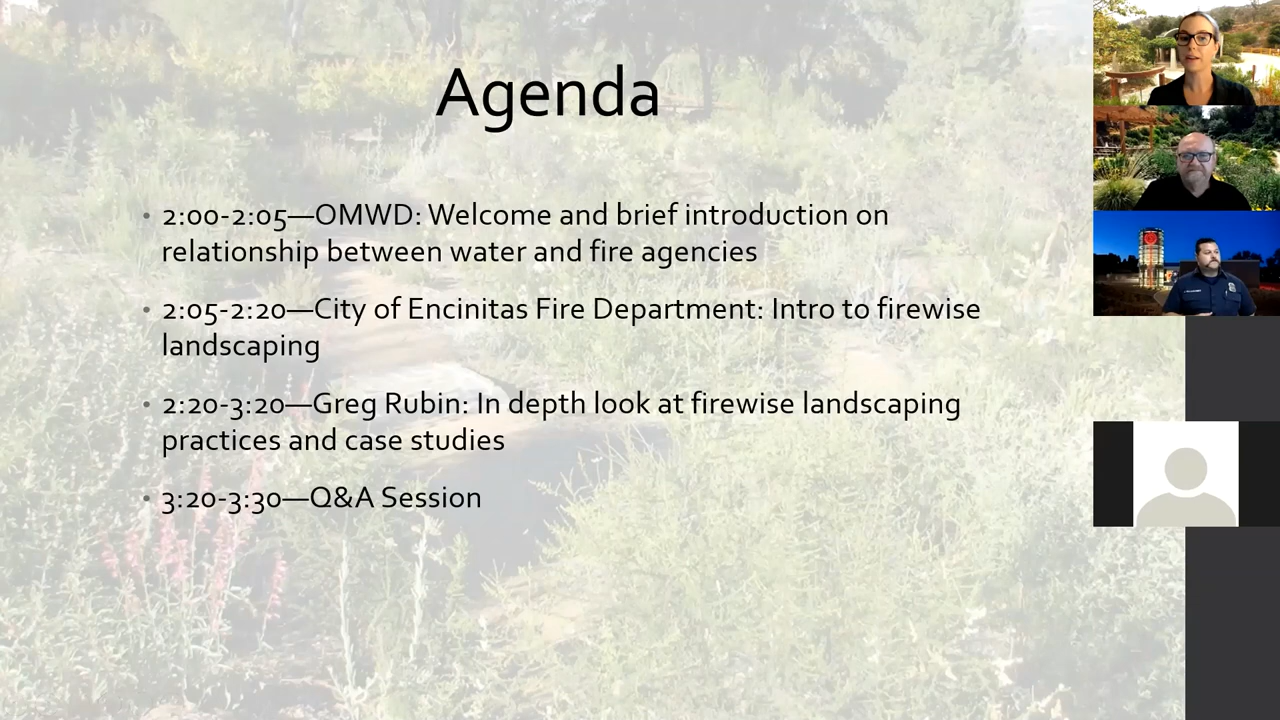 Agenda
• 2:00-2:05—OMWD: Welcome and brief introduction on
relationship between water and fire agencies
• 2:05-2:20—City of Encinitas Fire Department: Intro to firewise
landscaping
• 2:20-3:20—Greg Rubin: In depth look at firewise landscaping
practices and case studies
• 3:20-3:30—Q&A Session